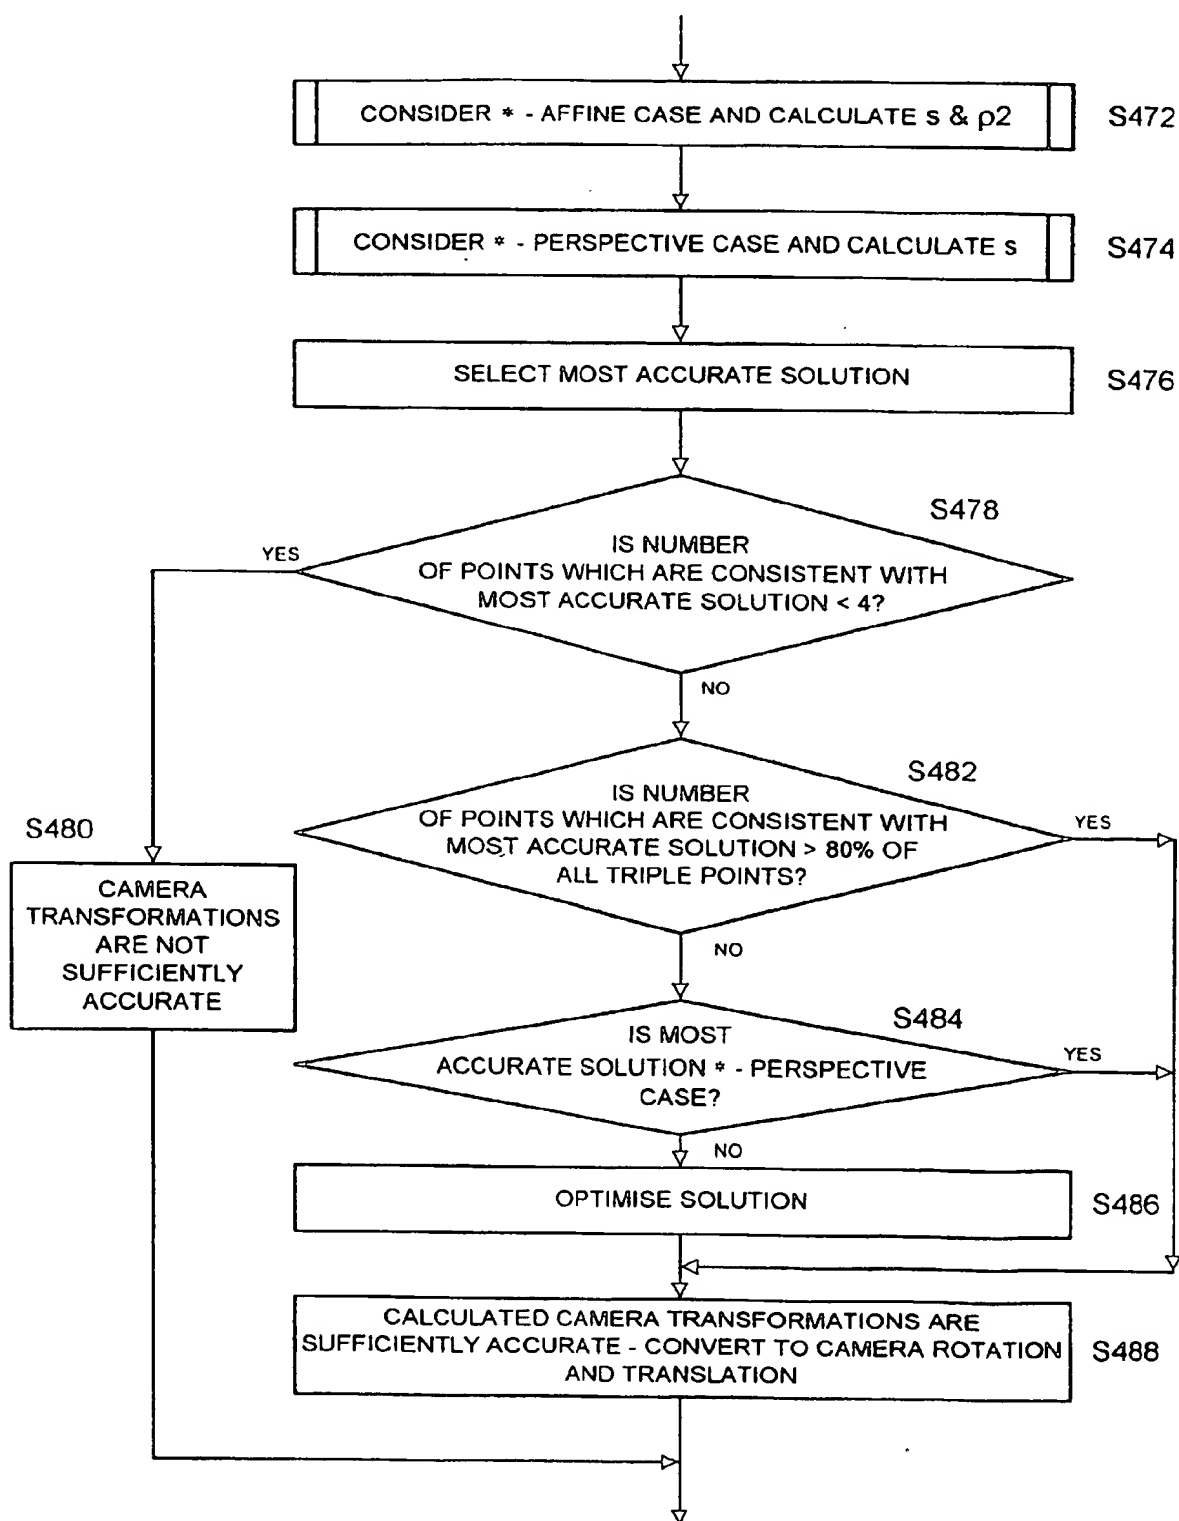 CONSIDER * - AFFINE CASE AND CALCULATE s & ρ2
S472
CONSIDER * - PERSPECTIVE CASE AND CALCULATE s
S474
SELECT MOST ACCURATE SOLUTION
S476
S478
YES
IS NUMBER
OF POINTS WHICH ARE CONSISTENT WITH
MOST ACCURATE SOLUTION < 4?
NO
S482
IS NUMBER
OF POINTS WHICH ARE CONSISTENT WITH
MOST ACCURATE SOLUTION > 80% OF
ALL TRIPLE POINTS?
YES
S480
CAMERA
TRANSFORMATIONS
ARE NOT
SUFFICIENTLY
ACCURATE
NO
S484
IS MOST
ACCURATE SOLUTION * - PERSPECTIVE
CASE?
YES
NO
OPTIMISE SOLUTION
S486
CALCULATED CAMERA TRANSFORMATIONS ARE
SUFFICIENTLY ACCURATE - CONVERT TO CAMERA ROTATION
AND TRANSLATION
S488